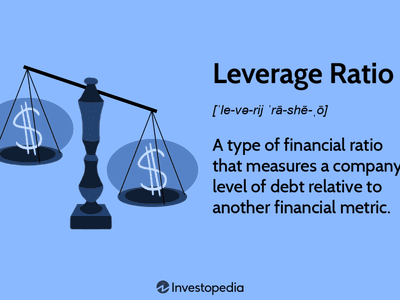 Leverage Ratio
[ˈle-və-rij ˈrā-shē-ˌō]
A type of financial ratio
that measures a company
level of debt relative to
another financial metric.
$
$
Investopedia